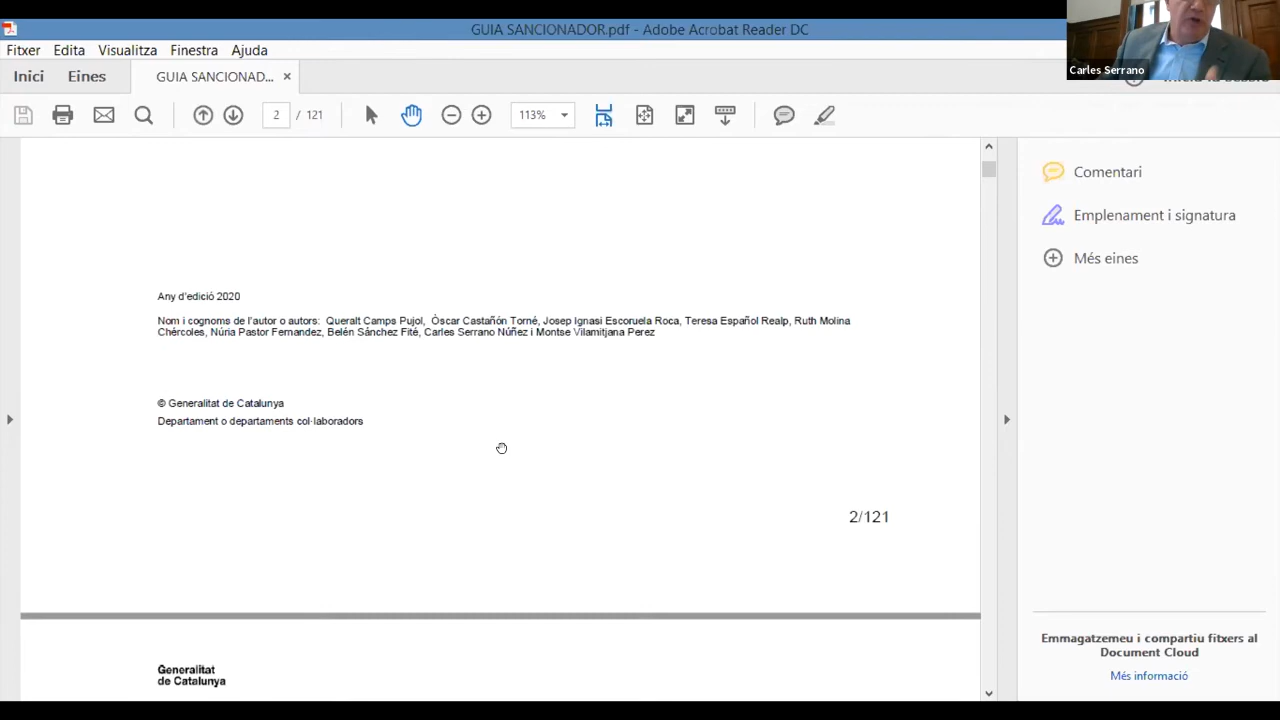 GUIA SANCIONADOR.pdf - Adobe Acrobat Reader DC
Fitxer Edita Visualitza Finestra Ajuda
Carles Serrano
Inici Eines GUIA SANCIONAD... ×
2 / 121 113%
Comentari
Emplenament i signatura
Més eines
Any d'edició 2020
Nom i cognoms de l'autor o autors: Queralt Camps Pujol, Òscar Castañón Torné, Josep Ignasi Escoruela Roca, Teresa Español Realp, Ruth Molina
Chércoles, Núria Pastor Fernandez, Belén Sánchez Fité, Carles Serrano Núñez i Montse Vilamitjana Perez
© Generalitat de Catalunya
Departament o departaments col·laboradors
2/121
Generalitat
de Catalunya
Emmagatzemeu i compartiu fitxers al
Document Cloud
Més informació